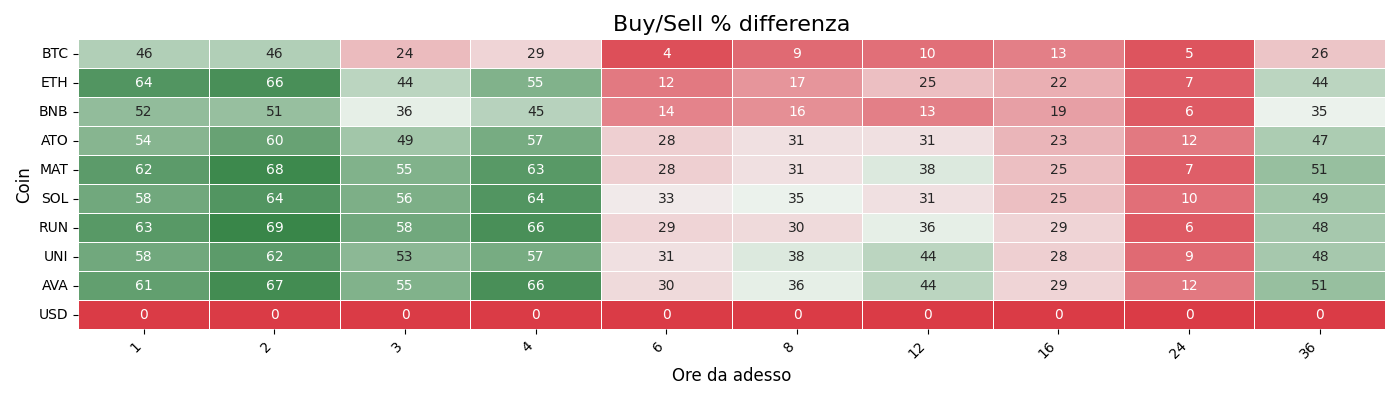 Buy/Sell % differenza
Coin
BTC 46 46 24 29 4 9 10 13 5 26
ETH 64 66 44 55 12 17 25 22 7 44
BNB 52 51 36 45 14 16 13 19 6 35
ATO 54 60 49 57 28 31 31 23 12 47
MAT 62 68 55 63 28 31 38 25 7 51
SOL 58 64 56 64 33 35 31 25 10 49
RUN 63 69 58 66 29 30 36 29 6 48
UNI 58 62 53 57 31 38 44 28 9 48
AVA 61 67 55 66 30 36 44 29 12 51
USD 0 0 0 0 0 0 0 0 0 0
1 2 3 4 6 8 12 16 24 36
Ore da adesso